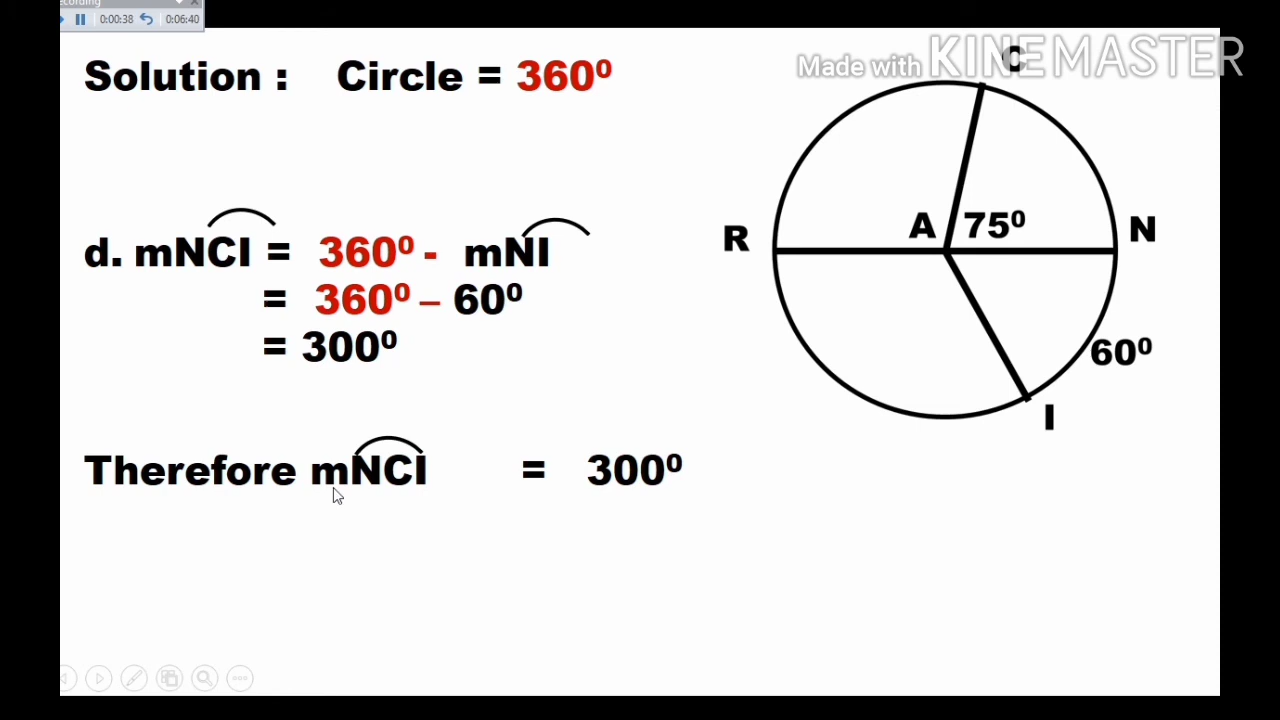 ecording
0:00:38 0:06:40
Made with KINEMASTER
Solution : Circle = 360⁰
C
d. mNCI = 360⁰ - mNI
= 360⁰ – 60⁰
= 300⁰
R A 75⁰ N
60⁰
I
Therefore mNCI = 300⁰